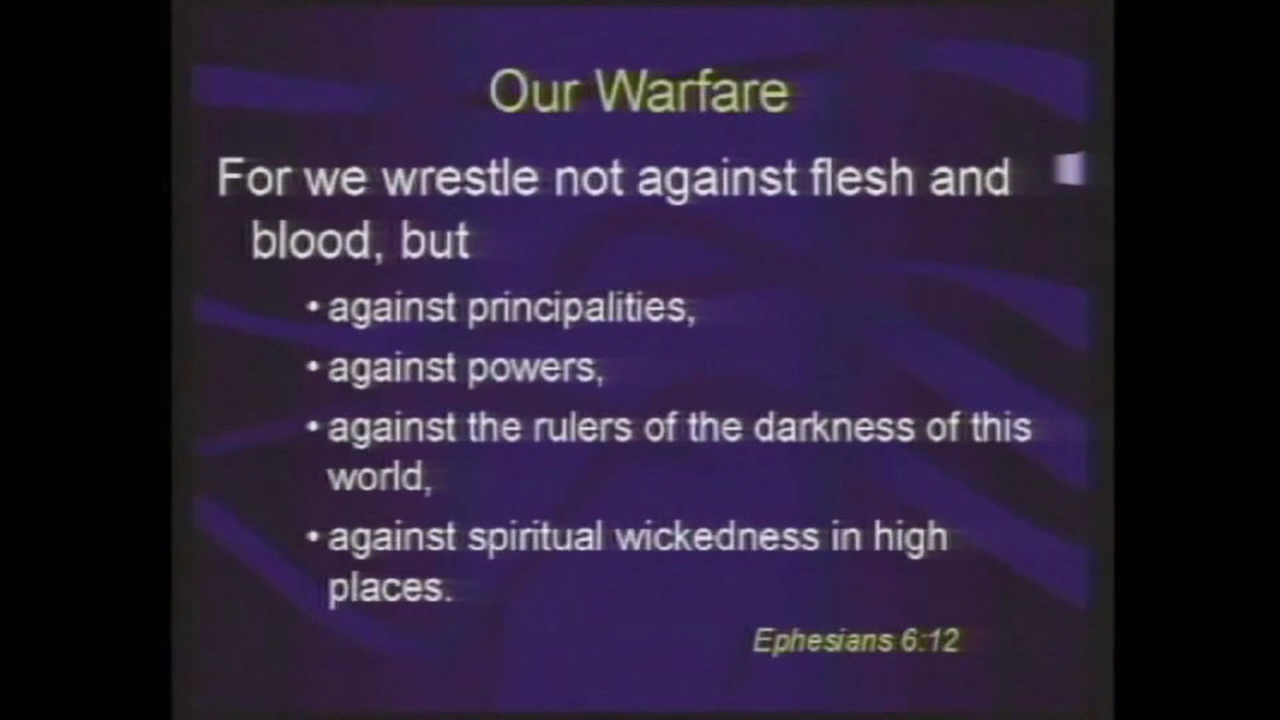 Our Warfare
For we wrestle not against flesh and
blood, but
• against principalities,
• against powers,
• against the rulers of the darkness of this
world,
• against spiritual wickedness in high
places.
Ephesians 6:12